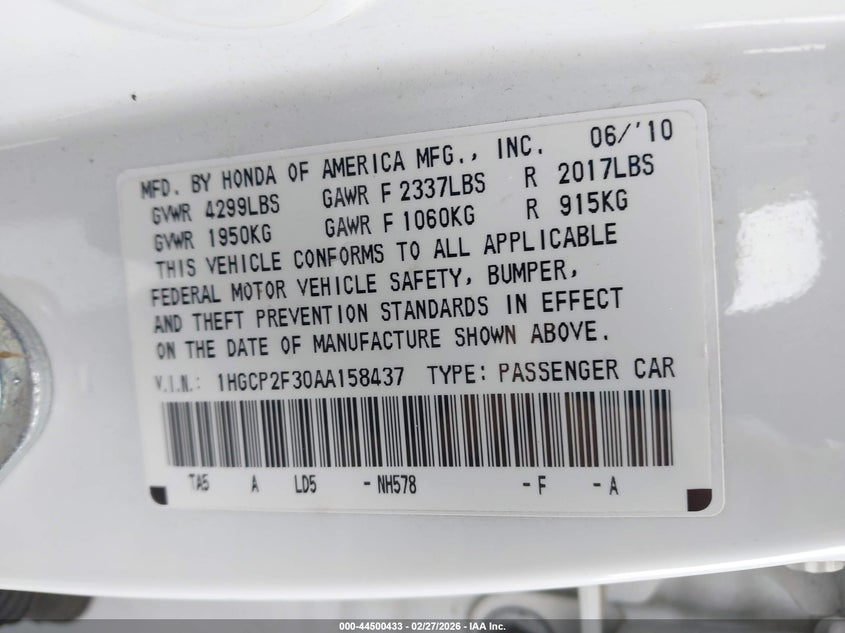 MFD. BY HONDA OF AMERICA MFG., INC. 06/'10
GVWR 4299LBS GAWR F 2337LBS R 2017LBS
GVWR 1950KG GAWR F 1060KG R 915KG
THIS VEHICLE CONFORMS TO ALL APPLICABLE
FEDERAL MOTOR VEHICLE SAFETY, BUMPER,
AND THEFT PREVENTION STANDARDS IN EFFECT
ON THE DATE OF MANUFACTURE SHOWN ABOVE.
V.I.N.: 1HGCP2F30AA158437 TYPE: PASSENGER CAR
TA5 A LD5 -NH578 -F -A
000-44500433 - 02/27/2026 - IAA Inc.